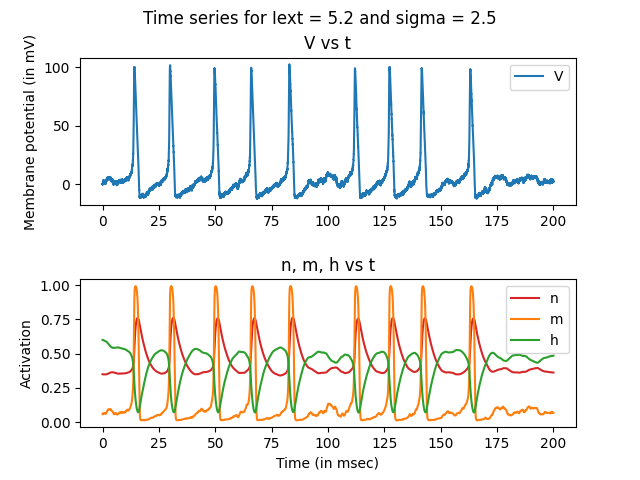 Time series for Iext = 5.2 and sigma = 2.5
V vs t
Membrane potential (in mV)
100
50
0
V
0 25 50 75 100 125 150 175 200
n, m, h vs t
Activation
1.00
0.75
0.50
0.25
0.00
n
m
h
0 25 50 75 100 125 150 175 200
Time (in msec)